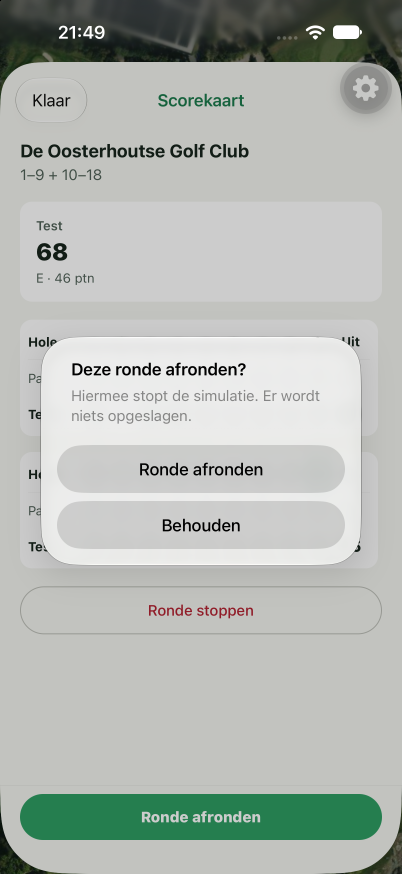 21:49
Klaar
Scorekaart
De Oosterhoutse Golf Club
1–9 + 10–18
Test
68
E · 46 ptn
Hole
Deze ronde afronden?
Hiermee stopt de simulatie. Er wordt
niets opgeslagen.
Ronde afronden
Behouden
Ronde stoppen
Ronde afronden